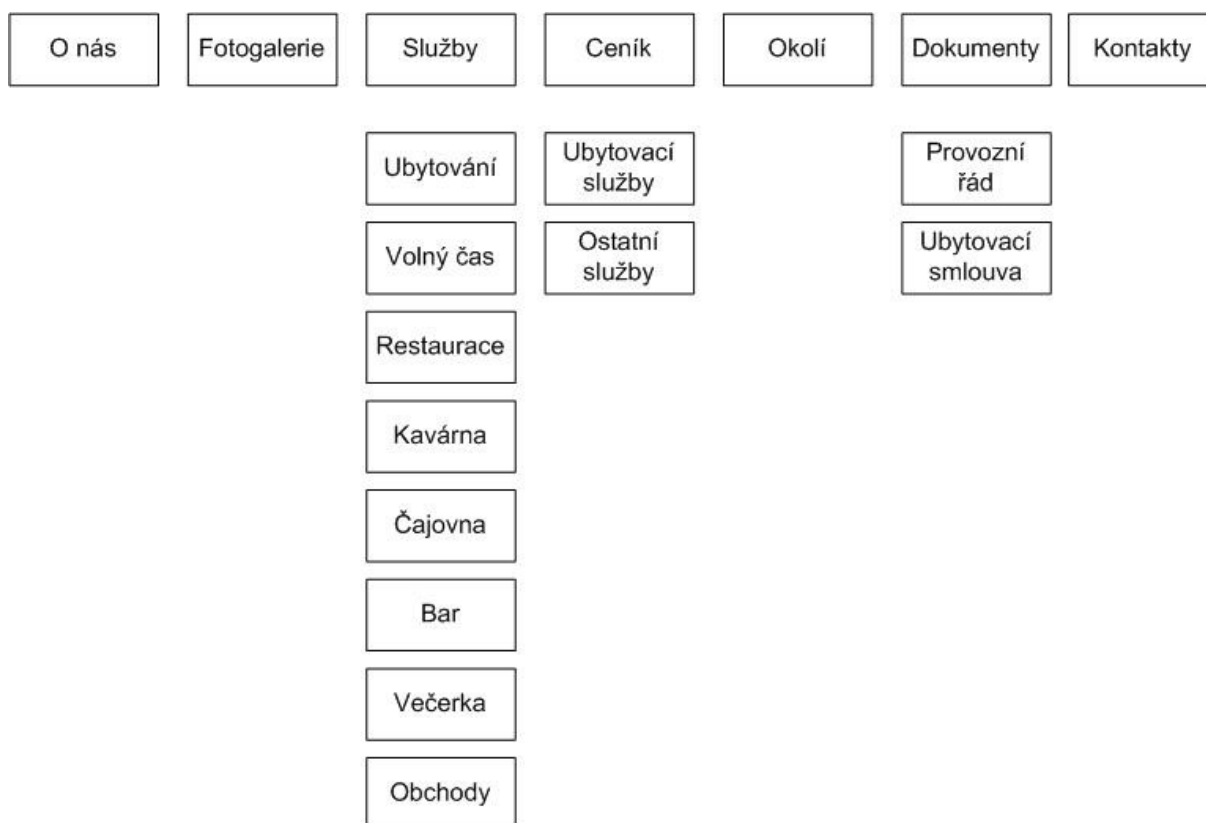 O nás
Fotogalerie
Služby
Ceník
Okolí
Dokumenty
Kontakty
Ubytování
Ubytovací
služby
Provozní
řád
Volný čas
Ostatní
služby
Ubytovací
smlouva
Restaurace
Kavárna
Čajovna
Bar
Večerka
Obchody